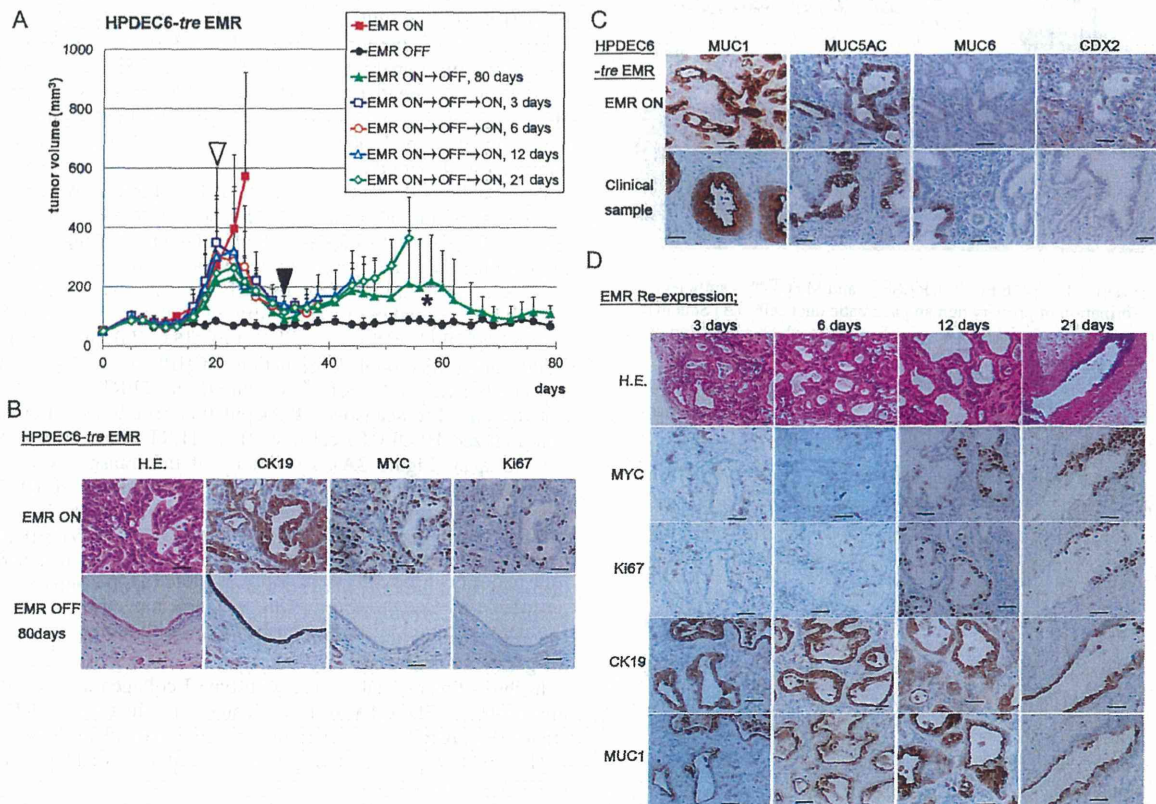 A
HPDEC6-tre EMR
tumor volume (mm³)
1000
800
600
400
200
0
0
20
40
60
80
days
*
EMR ON
EMR OFF
EMR ON→OFF, 80 days
EMR ON→OFF→ON, 3 days
EMR ON→OFF→ON, 6 days
EMR ON→OFF→ON, 12 days
EMR ON→OFF→ON, 21 days
B
HPDEC6-tre EMR
H.E.
CK19
MYC
Ki67
EMR ON
EMR OFF
80days
C
HPDEC6
-tre EMR
MUC1
MUC5AC
MUC6
CDX2
EMR ON
Clinical
sample
D
EMR Re-expression;
3 days
6 days
12 days
21 days
H.E.
MYC
Ki67
CK19
MUC1